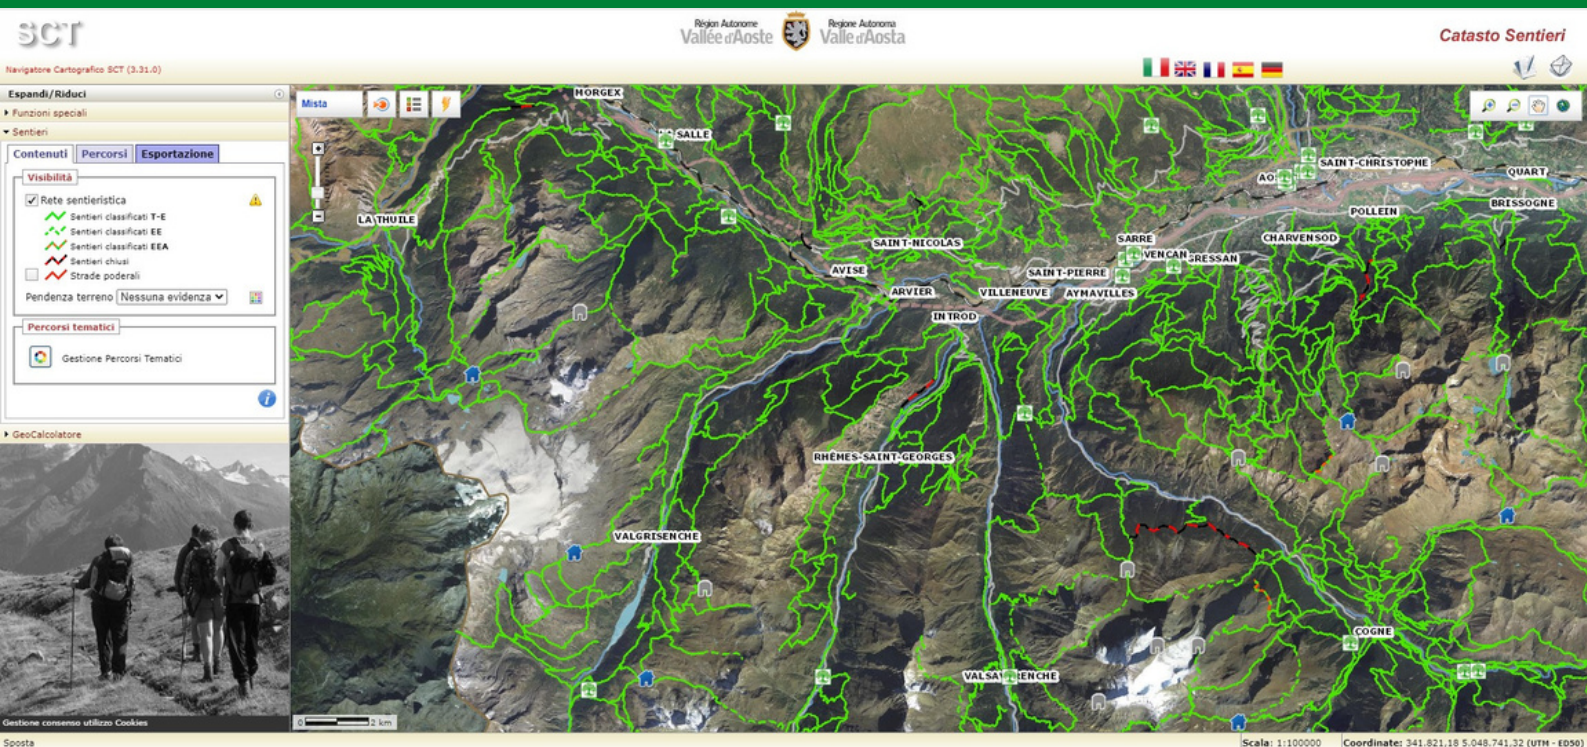 SCT
Région Autonome
Vallée d'Aoste
Regione Autonoma
Valle d'Aosta
Catasto Sentieri
Navigatore Cartografico SCT (3.31.0)
Espandi/Riduci
Funzioni speciali
Sentieri
Contenuti Percorsi Esportazione
Visibilità
Rete sentieristica
Sentieri classificati T-E
Sentieri classificati EE
Sentieri classificati EEA
Sentieri chiusi
Strade poderali
Pendenza terreno Nessuna evidenza
Percorsi tematici
Gestione Percorsi Tematici
GeoCalcolatore
Gestione consenso utilizzo Cookies
Mista
MORGEX
LA SALLE
SAINT-CHRISTOPHE
QUART
AO
BRISSOGNE
POLLEIN
LA THUILE
CHARVENSOD
SARRE
SAINT-NICOLAS
VENCAN
GRESSAN
AVISE
SAINT-PIERRE
ARVIER
VILLENEUVE
AYMAVILLES
INTROD
RHÊMES-SAINT-GEORGES
VALGRISENCHE
COGNE
VALSAVARENCHE
0 2 km
Sposta
Scala: 1:100000
Coordinate: 341.821,18 5.048.741,32 (UTM - ED50)